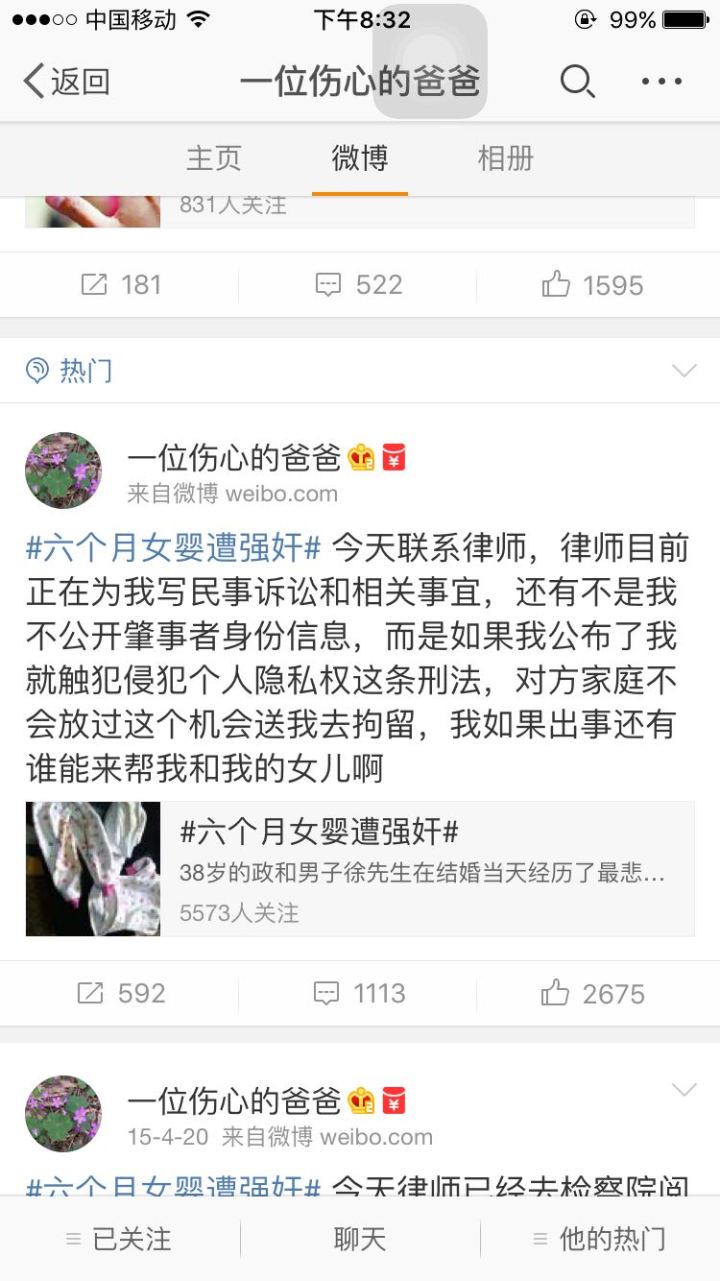 中国移动 下午8:32 99%
返回 一位伤心的爸爸
主页 微博 相册
831人关注
181 522 1595
热门
一位伤心的爸爸
来自微博 weibo.com
#六个月女婴遭强奸# 今天联系律师，律师目前
正在为我写民事诉讼和相关事宜，还有不是我
不公开肇事者身份信息，而是如果我公布了我
就触犯侵犯个人隐私权这条刑法，对方家庭不
会放过这个机会送我去拘留，我如果出事还有
谁能来帮我和我的女儿啊
#六个月女婴遭强奸#
38岁的政和男子徐先生在结婚当天经历了最悲...
5573人关注
592 1113 2675
一位伤心的爸爸
15-4-20 来自微博 weibo.com
#六个月女婴遭强奸# 今天律师已经去检察院阅
已关注 聊天 他的热门